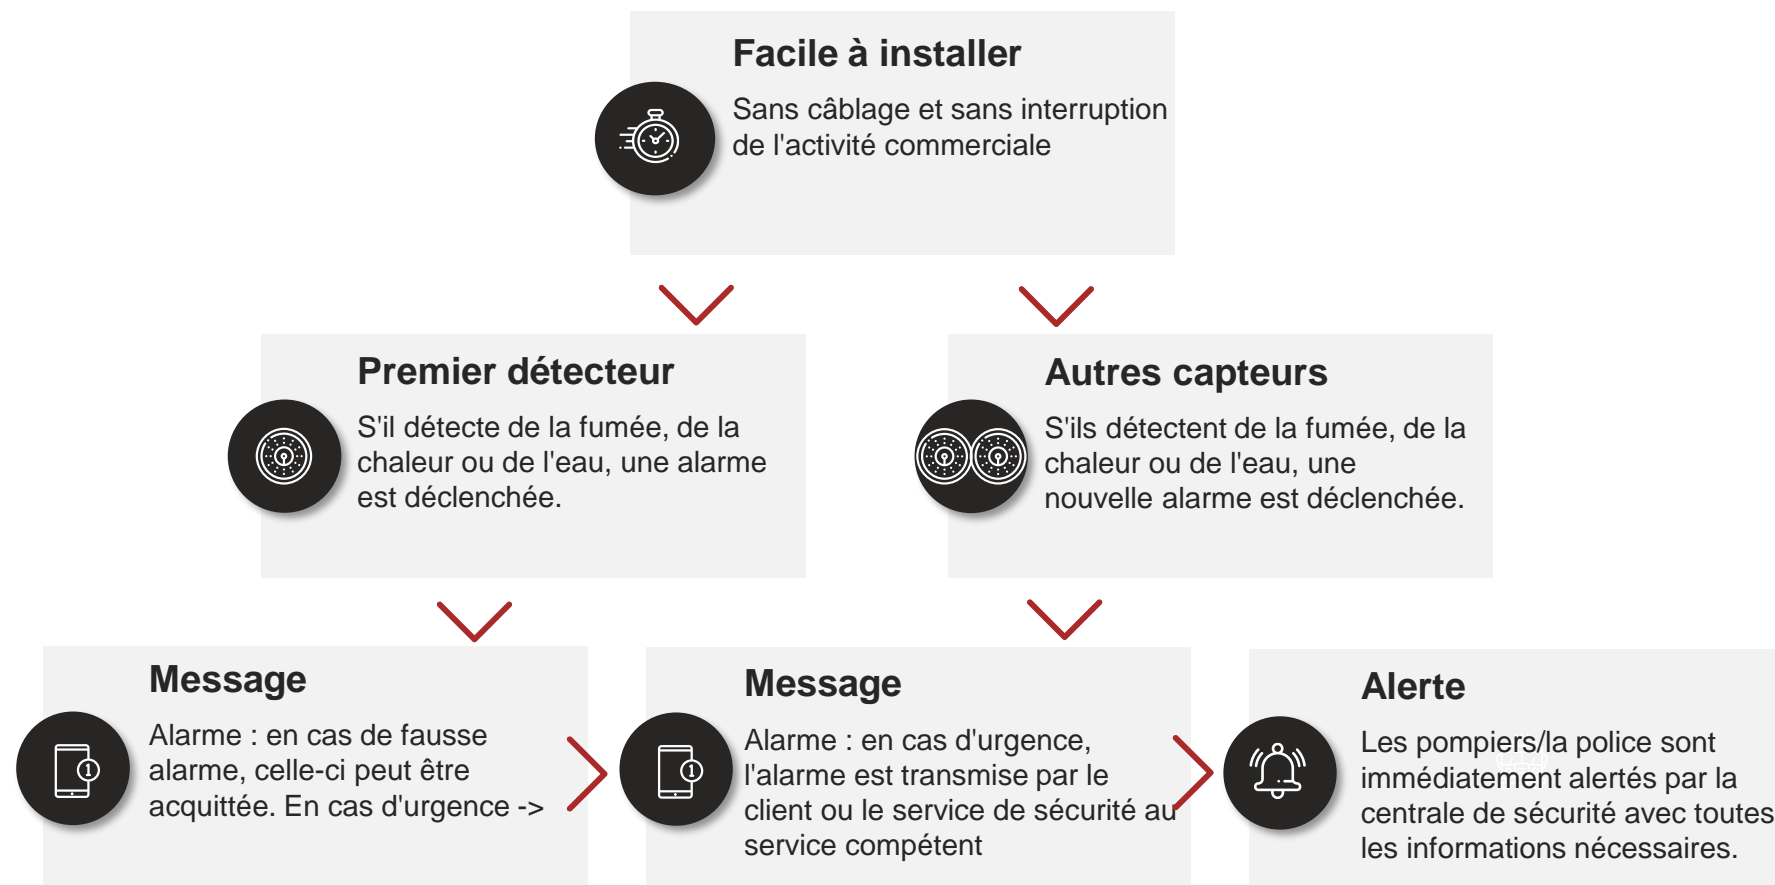 Facile à installer
Sans câblage et sans interruption
de l'activité commerciale
Premier détecteur
S'il détecte de la fumée, de la
chaleur ou de l'eau, une alarme
est déclenchée.
Autres capteurs
S'ils détectent de la fumée, de la
chaleur ou de l'eau, une
nouvelle alarme est déclenchée.
Message
Alarme : en cas de fausse
alarme, celle-ci peut être
acquittée. En cas d'urgence ->
1
Message
Alarme : en cas d'urgence,
l'alarme est transmise par le
client ou le service de sécurité au
service compétent
1
Alerte
Les pompiers/la police sont
immédiatement alertés par la
centrale de sécurité avec toutes
les informations nécessaires.